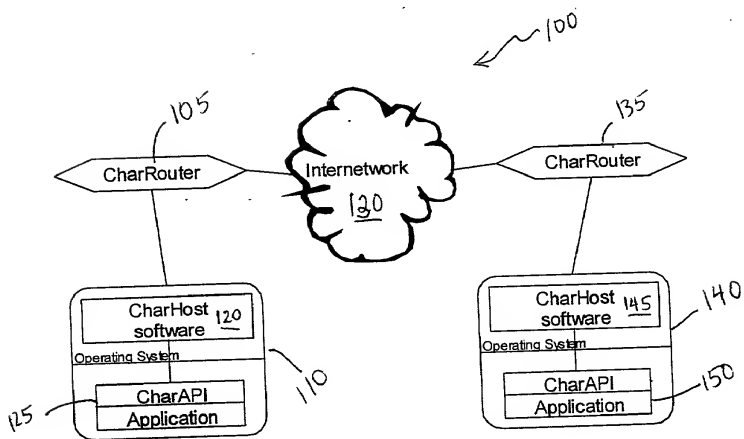 100
105
135
CharRouter
Internetwork
130
CharRouter
CharHost
software 120
Operating System
110
125
CharAPI
Application
CharHost
software 145
140
Operating System
CharAPI
150
Application